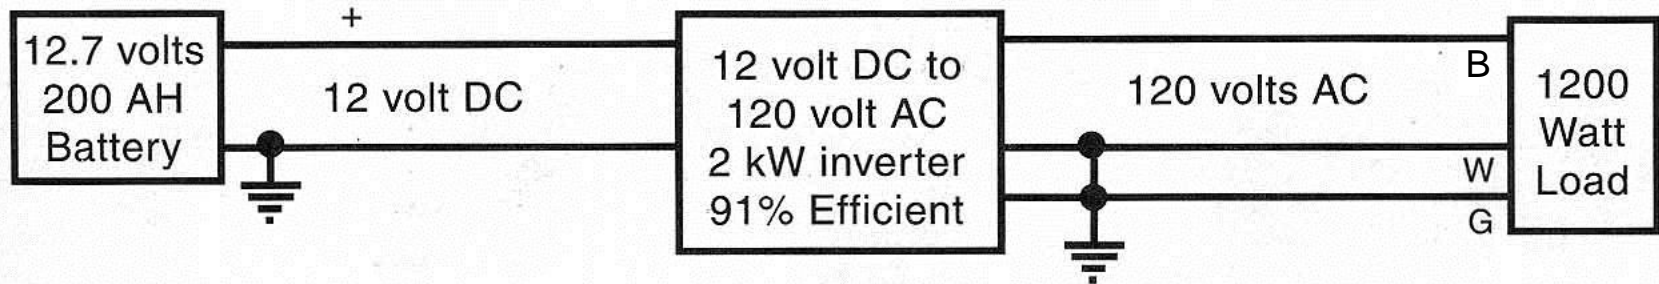 +
12.7 volts
200 AH
Battery
12 volt DC
12 volt DC to
120 volt AC
2 kW inverter
91% Efficient
120 volts AC
B
W
G
1200
Watt
Load